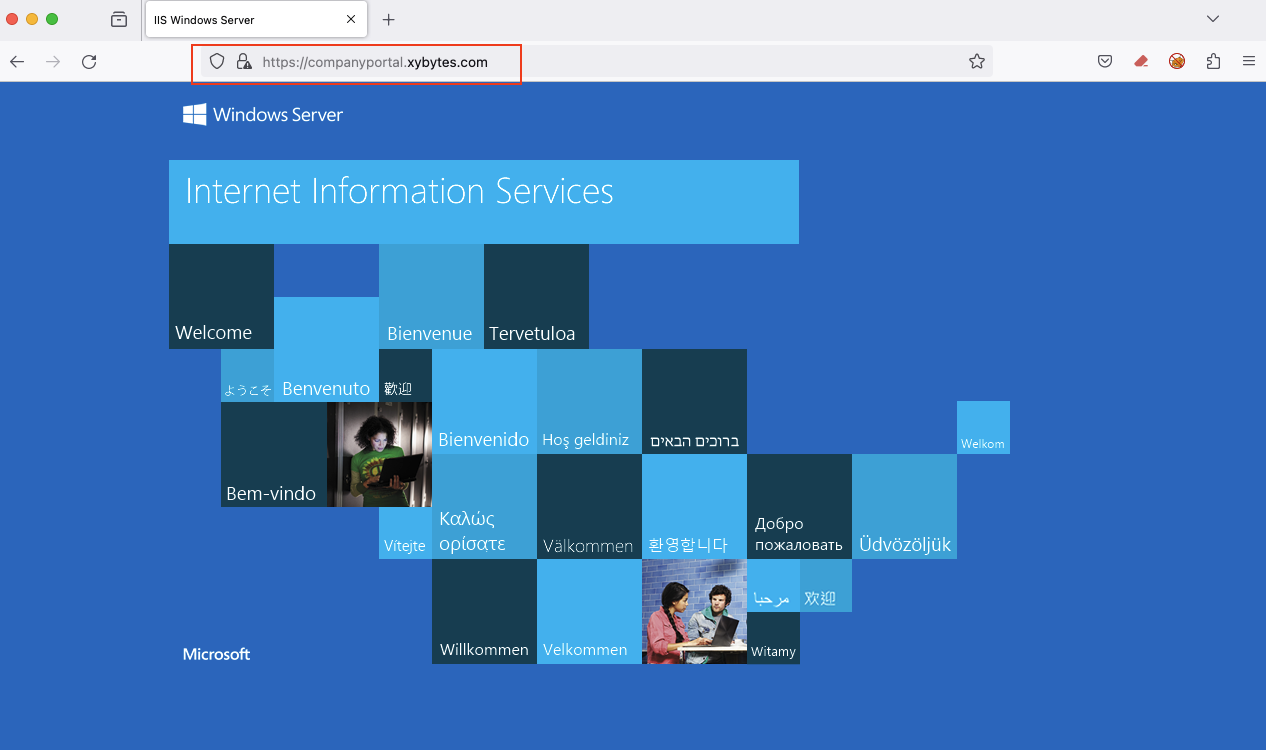 IIS Windows Server
https://companyportal.xybytes.com
Windows Server
Internet Information Services
Welcome
Bienvenue
Tervetuloa
ようこそ
Benvenuto
歡迎
Bienvenido
Hoş geldiniz
ברוכים הבאים
Welkom
Bem-vindo
Vítejte
Καλώς
ορίσατε
Välkommen
환영합니다
Добро
пожаловать
Üdvözöljük
Microsoft
Willkommen
Velkommen
مرحبا
欢迎
Witamy